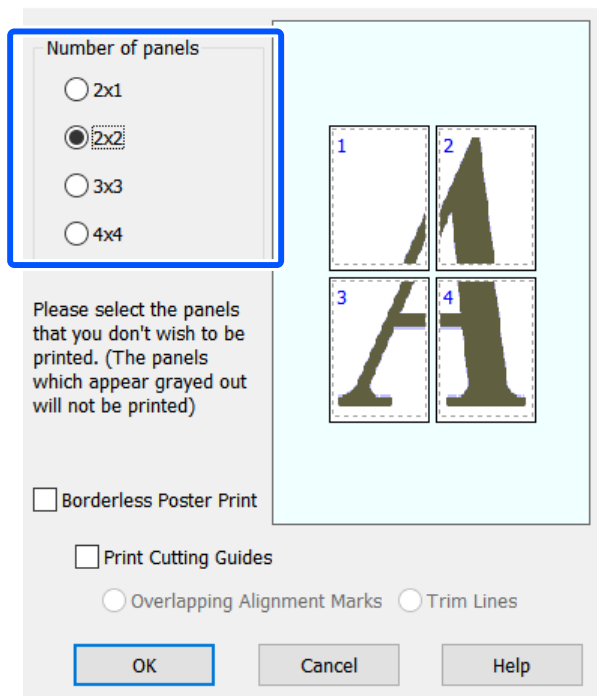 Number of panels
2x1
2x2
3x3
4x4
1
2
3
4
Please select the panels
that you don't wish to be
printed. (The panels
which appear grayed out
will not be printed)
Borderless Poster Print
Print Cutting Guides
Overlapping Alignment Marks Trim Lines
OK Cancel Help